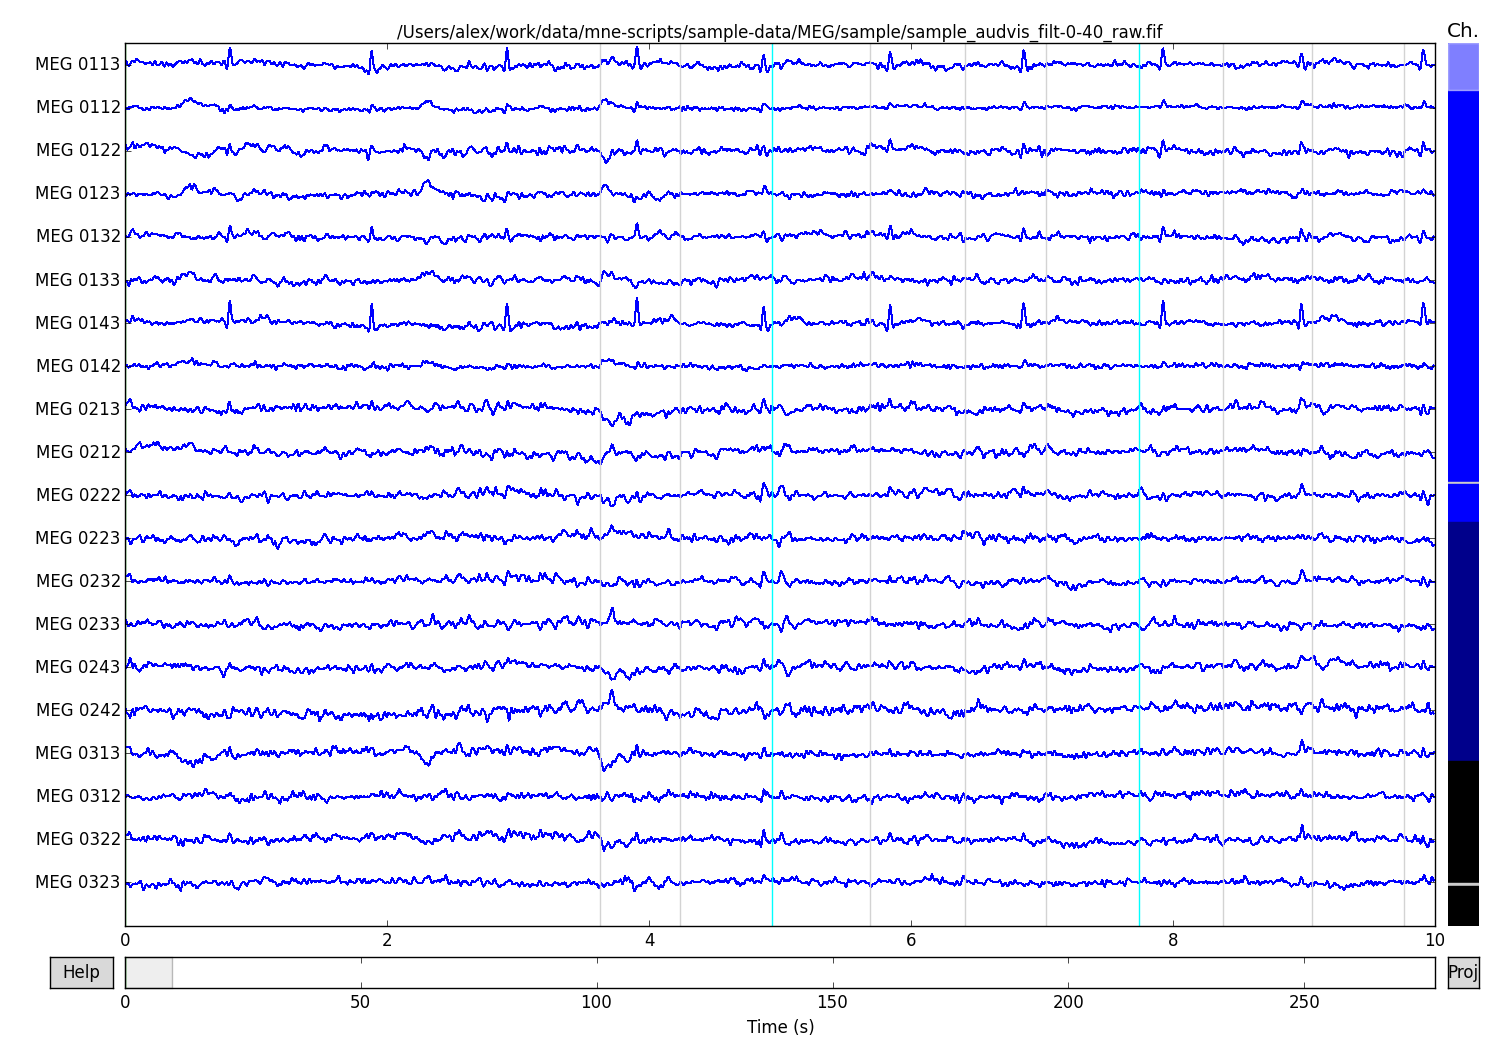 /Users/alex/work/data/mne-scripts/sample-data/MEG/sample/sample_audvis_filt-0-40_raw.fif
Ch.
MEG 0113
MEG 0112
MEG 0122
MEG 0123
MEG 0132
MEG 0133
MEG 0143
MEG 0142
MEG 0213
MEG 0212
MEG 0222
MEG 0223
MEG 0232
MEG 0233
MEG 0243
MEG 0242
MEG 0313
MEG 0312
MEG 0322
MEG 0323
0 2 4 6 8 10
Help
Proj
0 50 100 150 200 250
Time (s)